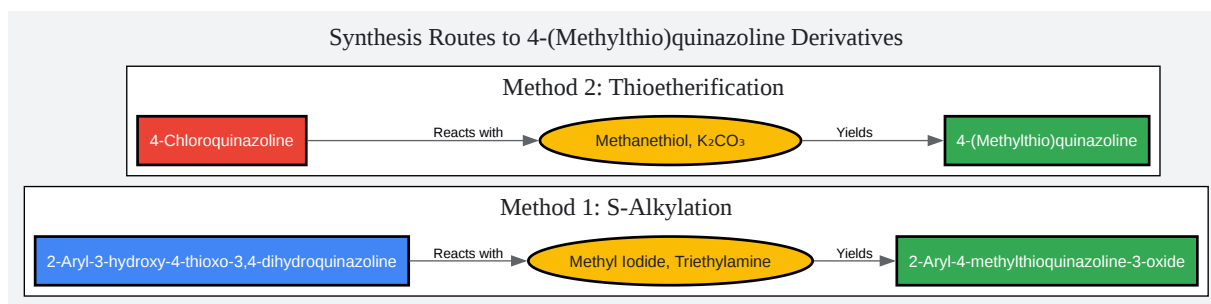 Synthesis Routes to 4-(Methylthio)quinazoline Derivatives
Method 2: Thioetherification
4-Chloroquinazoline
Reacts with
Methanethiol, K₂CO₃
Yields
4-(Methylthio)quinazoline
Method 1: S-Alkylation
2-Aryl-3-hydroxy-4-thioxo-3,4-dihydroquinazoline
Reacts with
Methyl Iodide, Triethylamine
Yields
2-Aryl-4-methylthioquinazoline-3-oxide